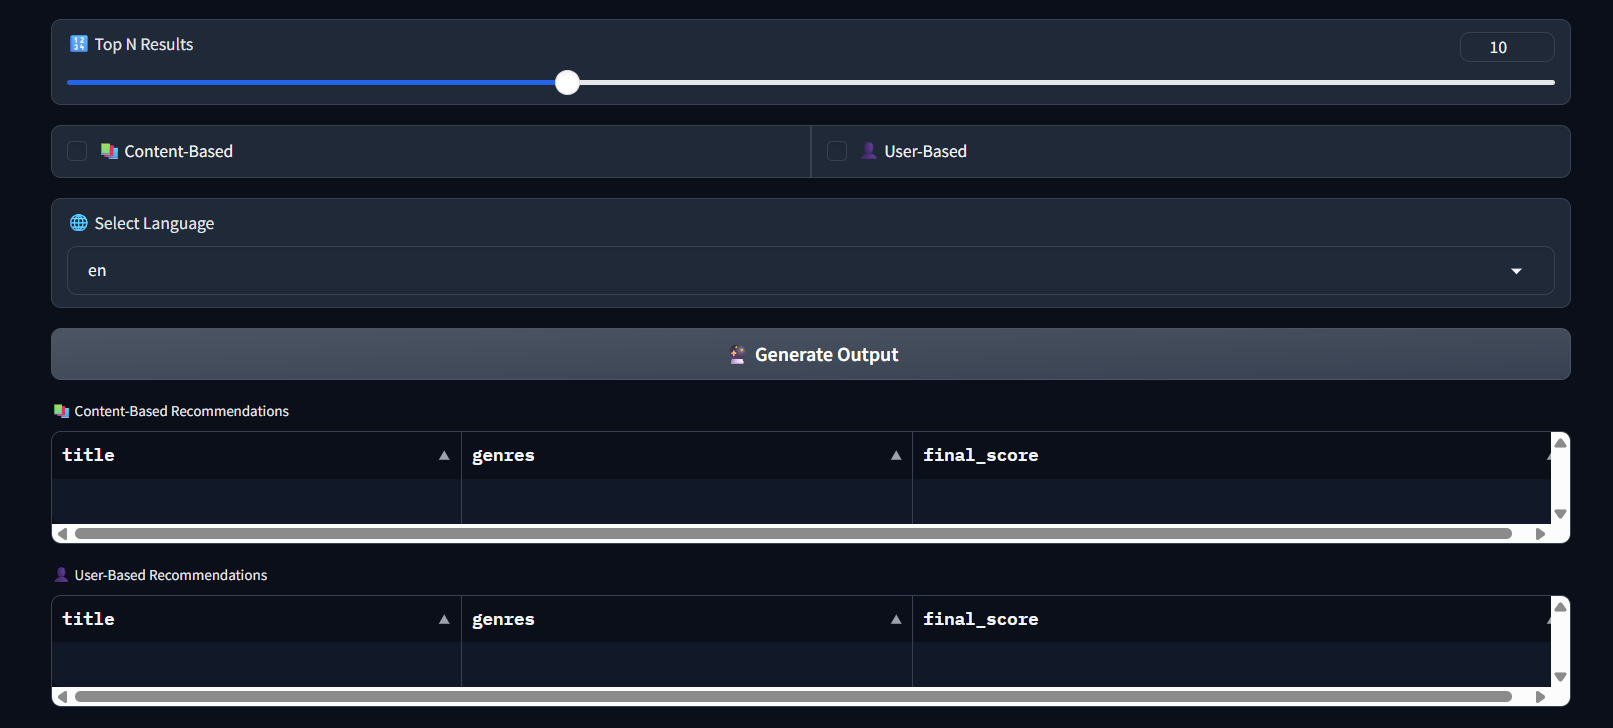 🔢 Top N Results
10
📚 Content-Based
👤 User-Based
🌐 Select Language
en
🔮 Generate Output
📚 Content-Based Recommendations
title genres final_score
👤 User-Based Recommendations
title genres final_score